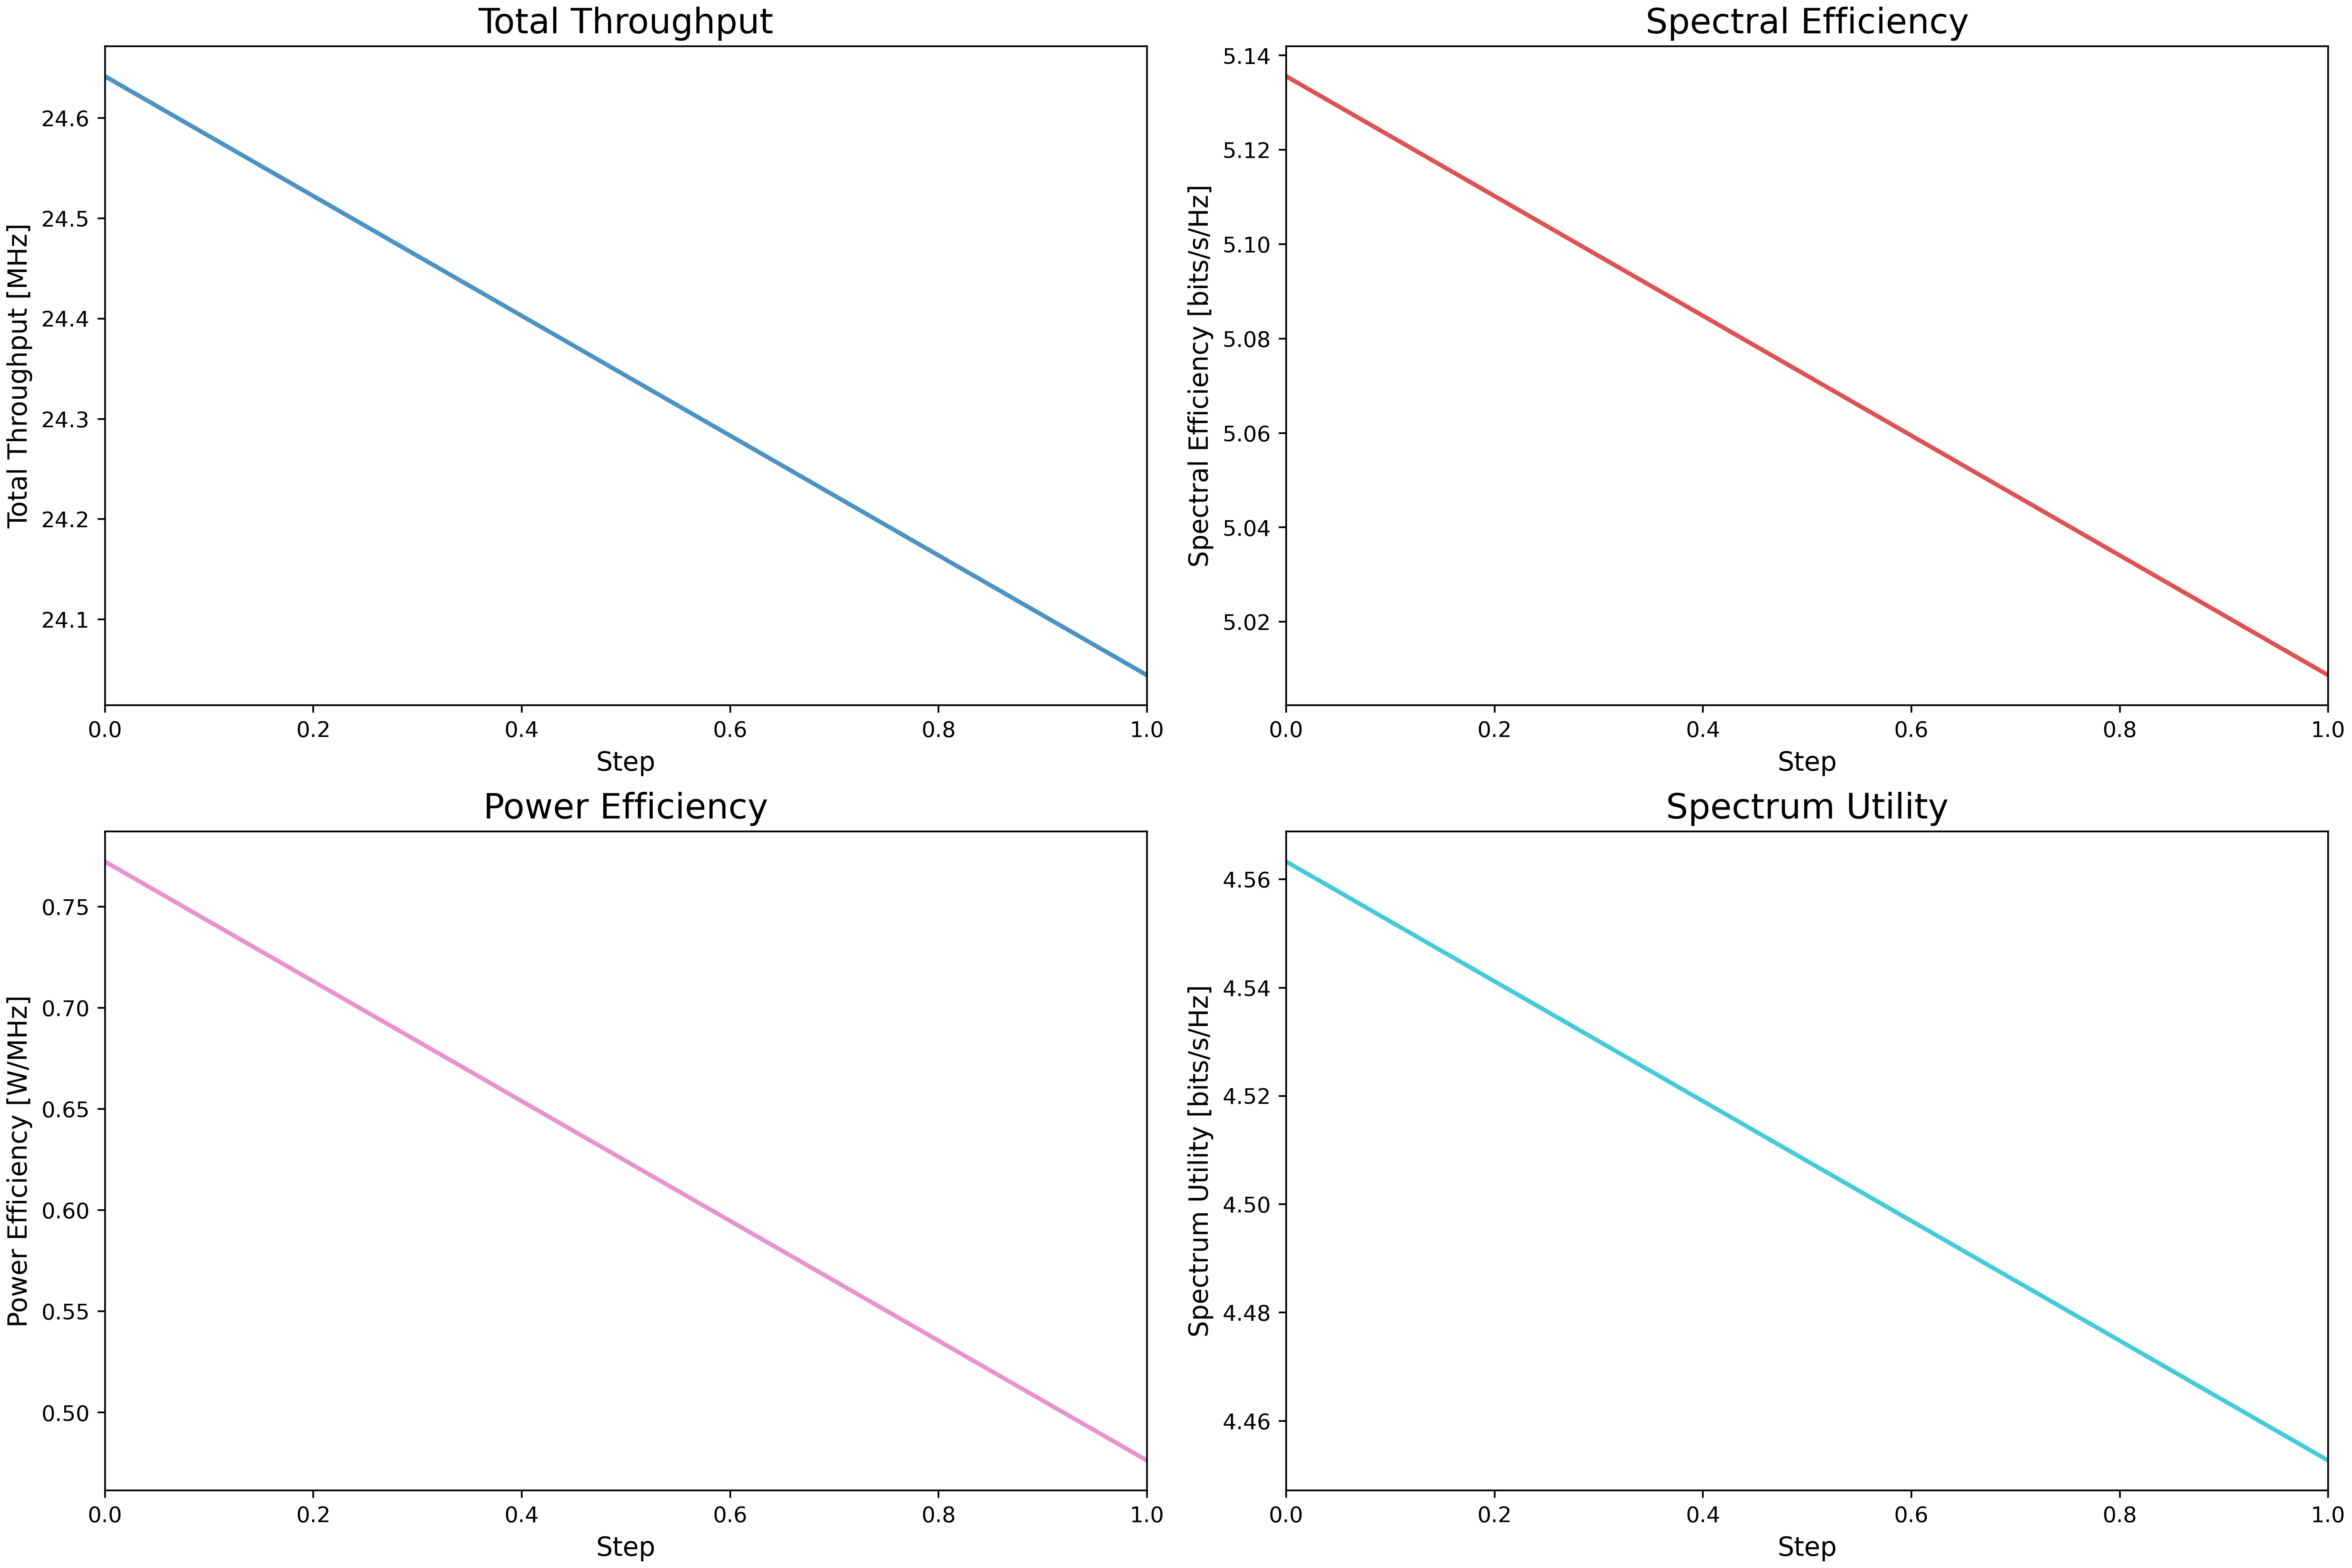 Total Throughput
Total Throughput [MHz]
24.6
24.5
24.4
24.3
24.2
24.1
0.0 0.2 0.4 0.6 0.8 1.0
Step
Spectral Efficiency
Spectral Efficiency [bits/s/Hz]
5.14
5.12
5.10
5.08
5.06
5.04
5.02
0.0 0.2 0.4 0.6 0.8 1.0
Step
Power Efficiency
Power Efficiency [W/MHz]
0.75
0.70
0.65
0.60
0.55
0.50
0.0 0.2 0.4 0.6 0.8 1.0
Step
Spectrum Utility
Spectrum Utility [bits/s/Hz]
4.56
4.54
4.52
4.50
4.48
4.46
0.0 0.2 0.4 0.6 0.8 1.0
Step